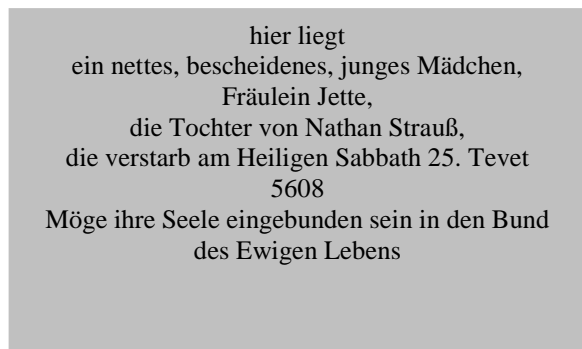 hier liegt
ein nettes, bescheidenes, junges Mädchen,
Fräulein Jette,
die Tochter von Nathan Strauß,
die verstarb am Heiligen Sabbath 25. Tevet
5608
Möge ihre Seele eingebunden sein in den Bund
des Ewigen Lebens